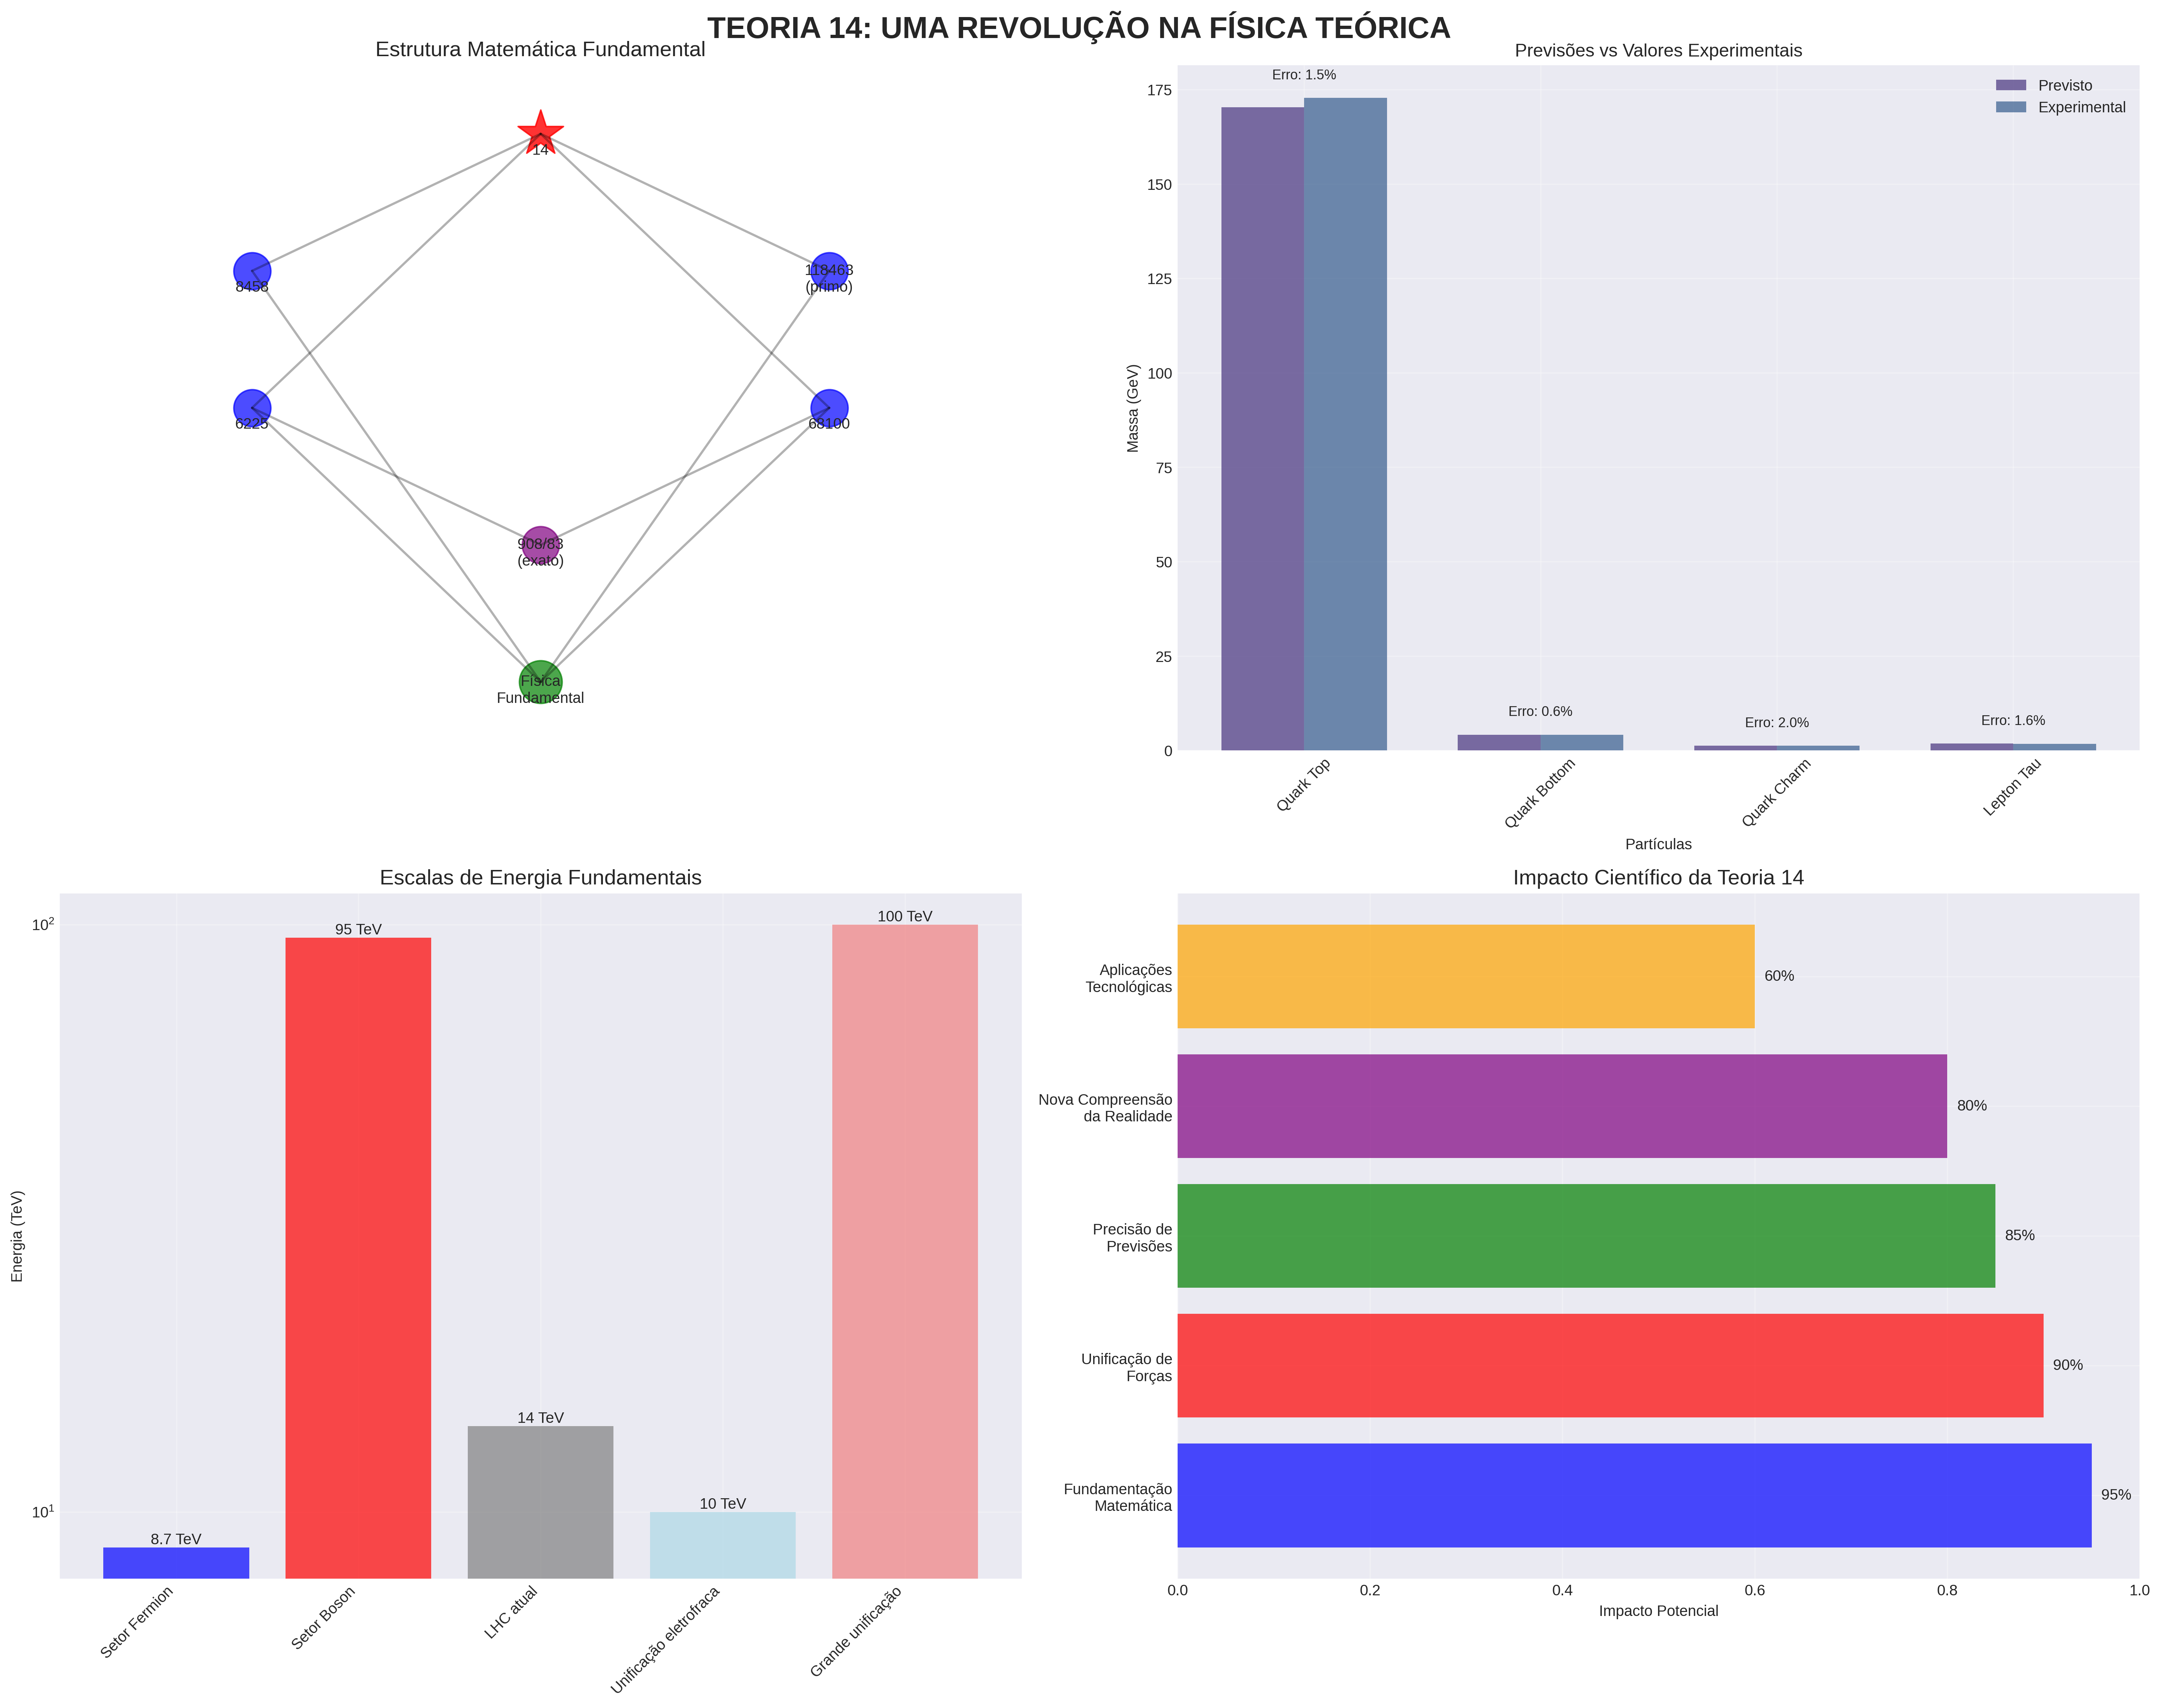 TEORIA 14: UMA REVOLUÇÃO NA FÍSICA TEÓRICA
Estrutura Matemática Fundamental
14
8458
118463
(primo)
6225
68100
908/83
(exato)
Física
Fundamental
Previsões vs Valores Experimentais
Erro: 1.5%
Previsto
Experimental
175
150
125
100
75
50
25
0
Massa (GeV)
Erro: 0.6%
Erro: 2.0%
Erro: 1.6%
Quark Top
Quark Bottom
Quark Charm
Lepton Tau
Partículas
Escalas de Energia Fundamentais
10²
10¹
Energia (TeV)
8.7 TeV
95 TeV
14 TeV
10 TeV
100 TeV
Setor Fermion
Setor Boson
LHC atual
Unificação eletrofraca
Grande unificação
Impacto Científico da Teoria 14
Aplicações
Tecnológicas
60%
Nova Compreensão
da Realidade
80%
Precisão de
Previsões
85%
Unificação de
Forças
90%
Fundamentação
Matemática
95%
0.0
0.2
0.4
0.6
0.8
1.0
Impacto Potencial